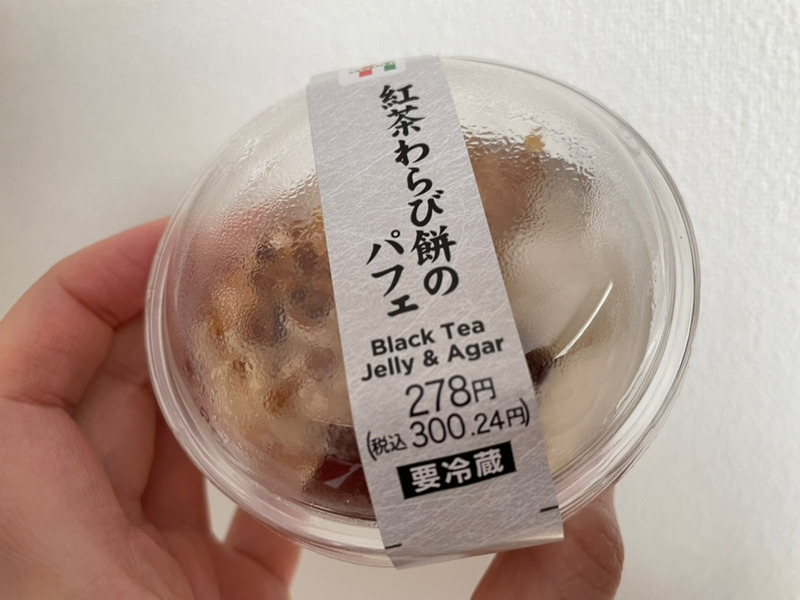 紅茶わらび餅の
パフェ
Black Tea
Jelly & Agar
278円
(税込 300.24円)
要冷蔵